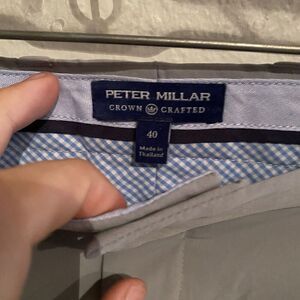 PETER MILLAR
CROWN CRAFTED
40
Made in
Thailand